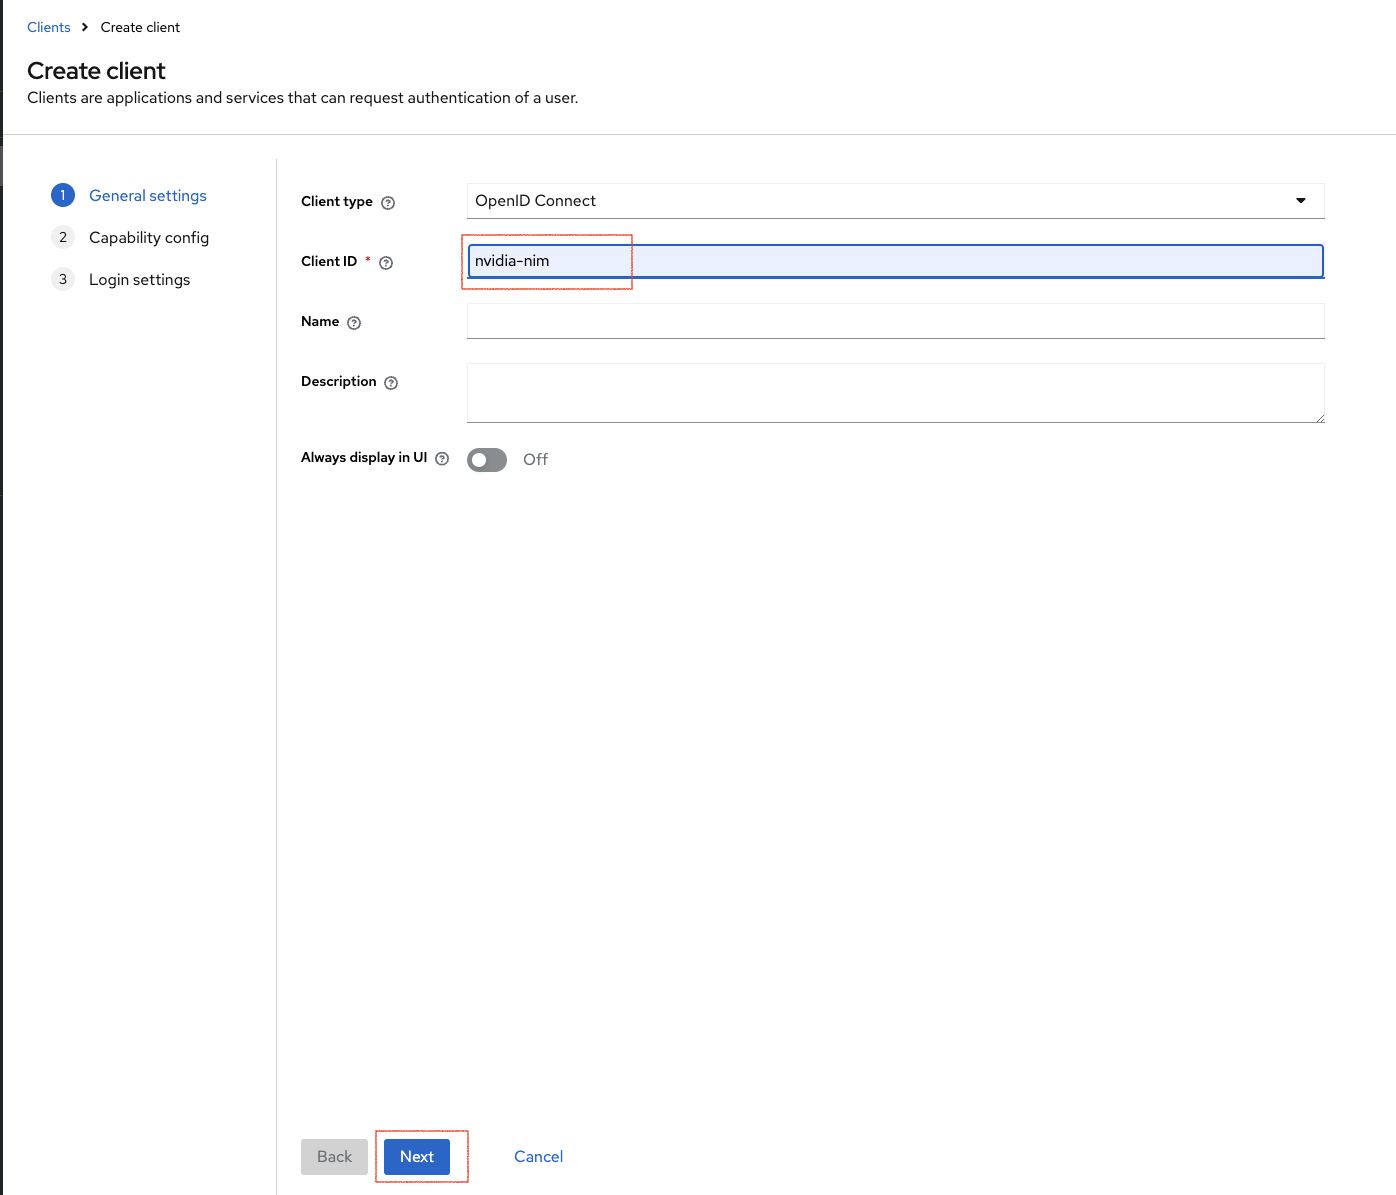 Clients > Create client
Create client
Clients are applications and services that can request authentication of a user.
1 General settings
2 Capability config
3 Login settings
Client type ? OpenID Connect
Client ID * ? nvidia-nim
Name ?
Description ?
Always display in UI ? Off
Back Next Cancel